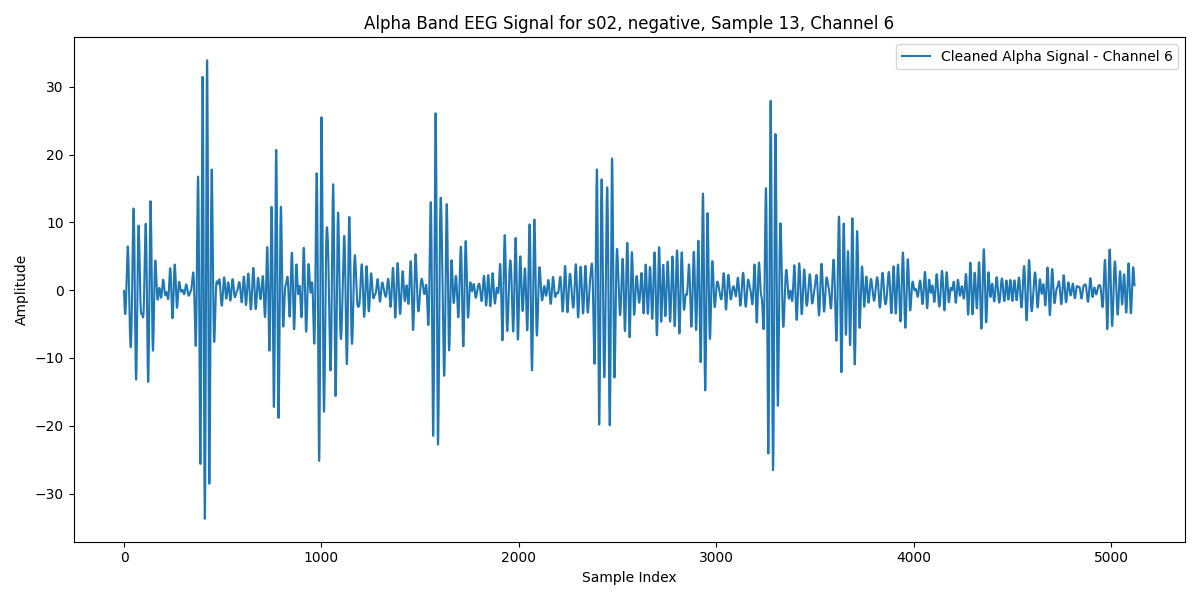 Alpha Band EEG Signal for s02, negative, Sample 13, Channel 6
Cleaned Alpha Signal - Channel 6
Amplitude
30
20
10
0
−10
−20
−30
0 1000 2000 3000 4000 5000
Sample Index